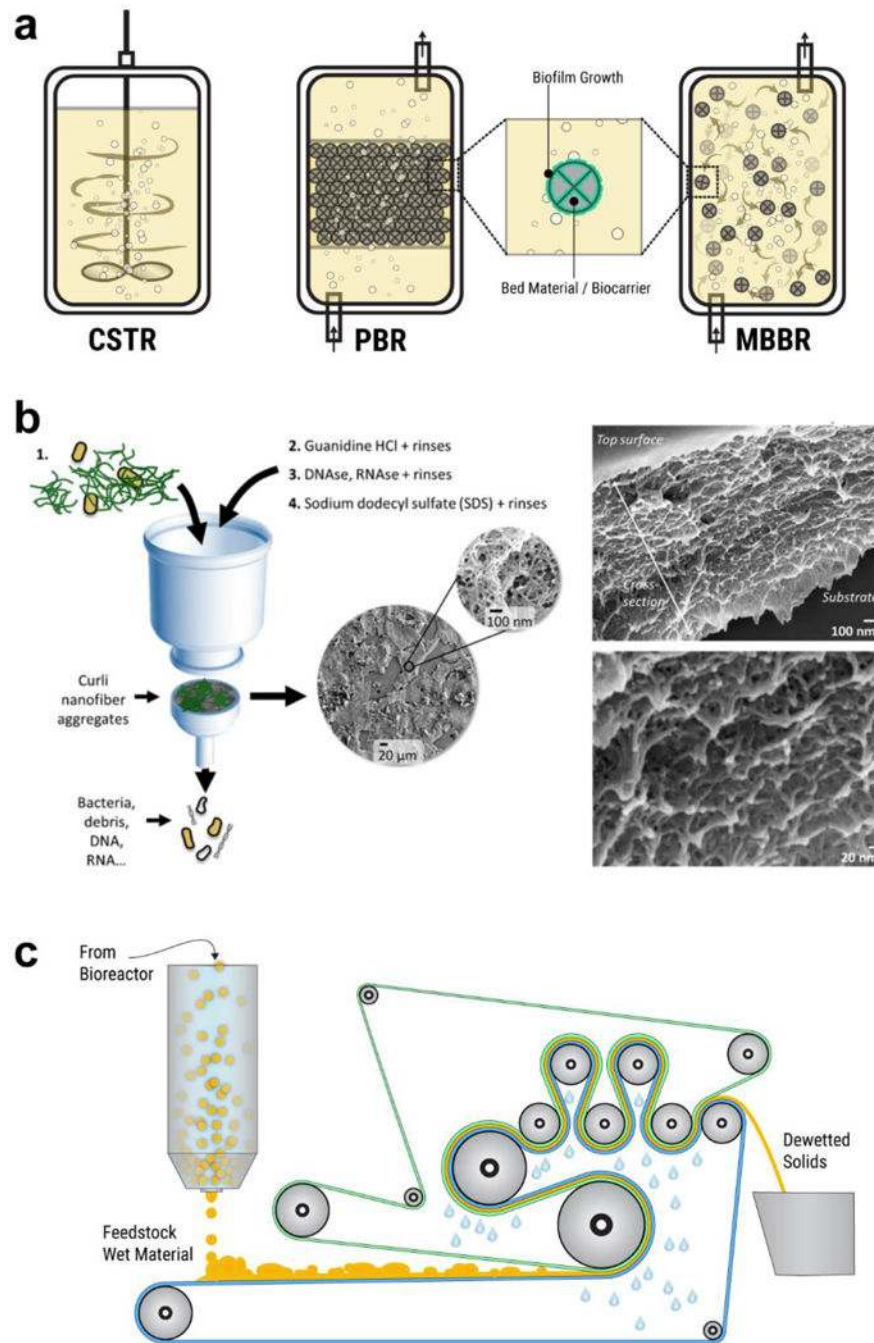 a
Biofilm Growth
Bed Material / Biocarrier
CSTR
PBR
MBBR
b
1.
2. Guanidine HCl + rinses
3. DNAse, RNAse + rinses
4. Sodium dodecyl sulfate (SDS) + rinses
Curli
nanofiber
aggregates
Bacteria,
debris,
DNA,
RNA...
100 nm
20 µm
Top surface
Cross-
section
Substrate
100 nm
20 nm
c
From
Bioreactor
Feedstock
Wet Material
Dewetted
Solids